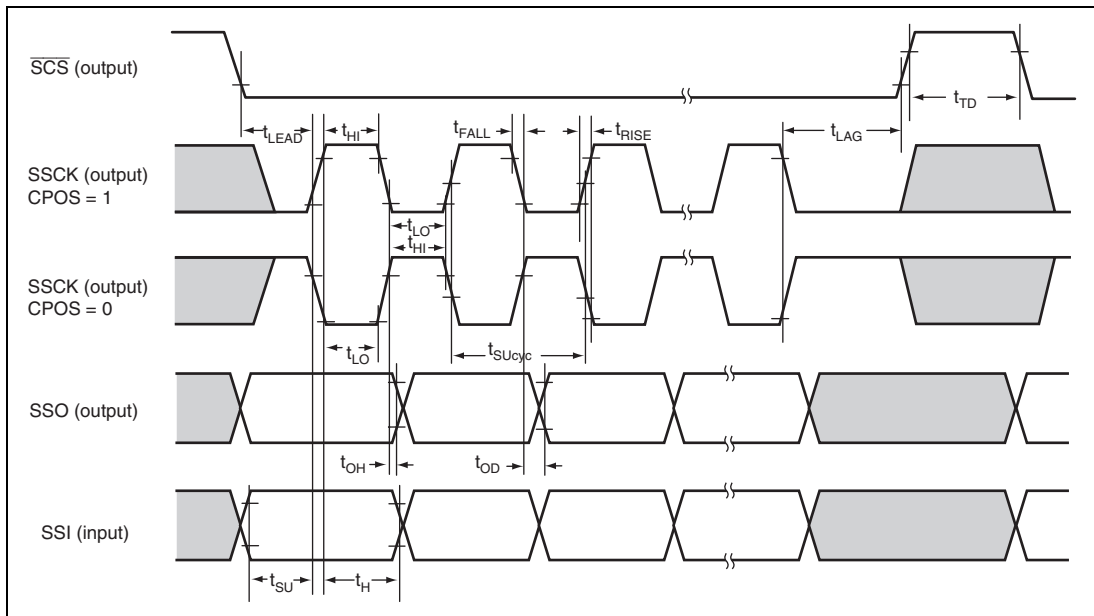 SCS (output)
tTD
tLEAD
tHI
tFALL
tRISE
tLAG
SSCK (output)
CPOS = 1
tLO
tHI
SSCK (output)
CPOS = 0
tLO
tSUcyc
SSO (output)
tOH
tOD
SSI (input)
tSU
tH